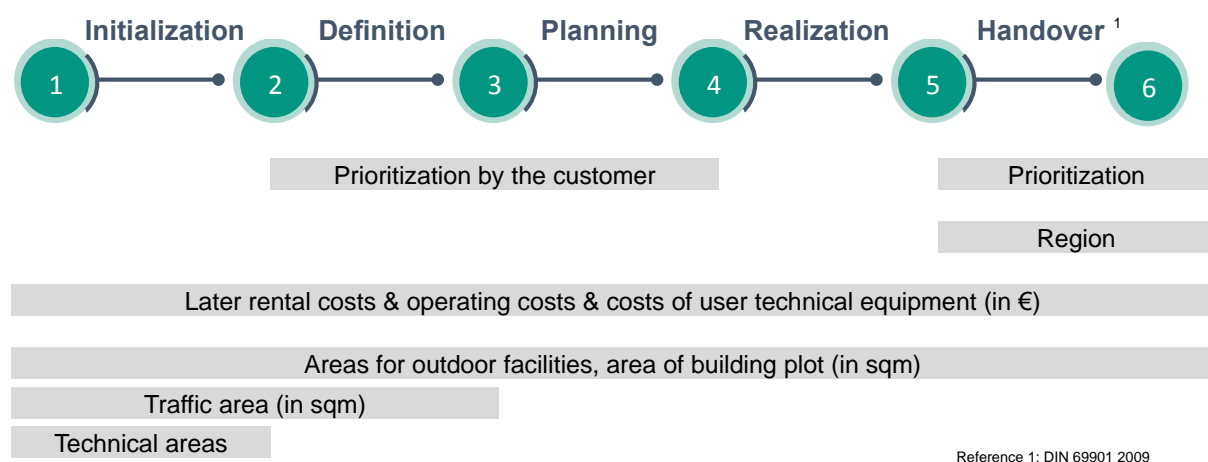 Initialization Definition Planning Realization Handover 1
1 2 3 4 5 6
Prioritization by the customer Prioritization
Region
Later rental costs & operating costs & costs of user technical equipment (in €)
Areas for outdoor facilities, area of building plot (in sqm)
Traffic area (in sqm)
Technical areas
Reference 1: DIN 69901 2009